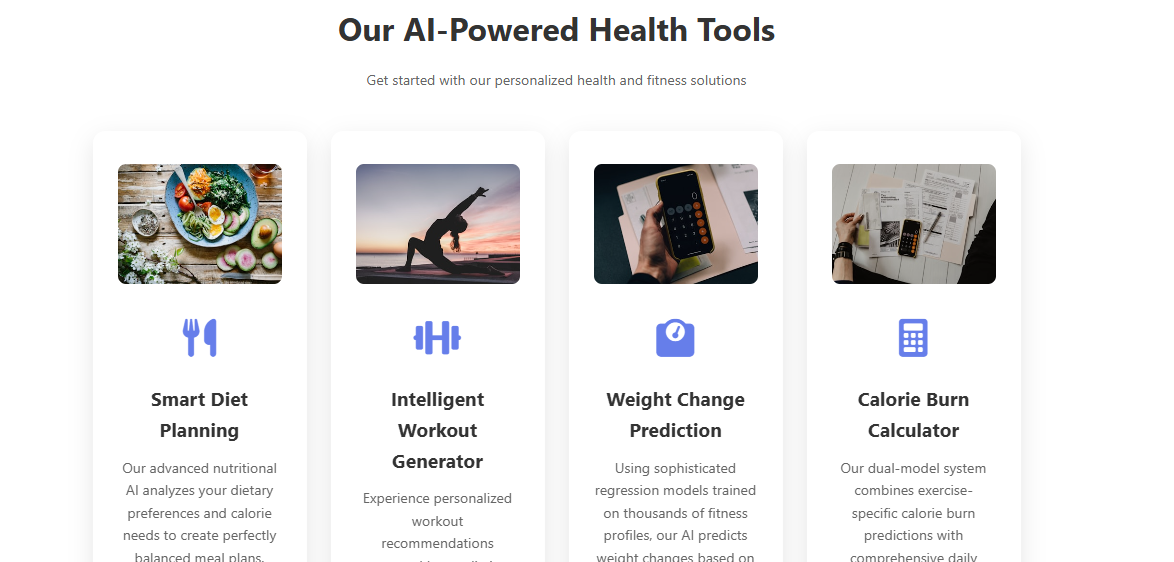 Our AI-Powered Health Tools
Get started with our personalized health and fitness solutions
Smart Diet
Planning
Our advanced nutritional
AI analyzes your dietary
preferences and calorie
needs to create perfectly
balanced meal plans.
Intelligent
Workout
Generator
Experience personalized
workout
recommendations
Weight Change
Prediction
Using sophisticated
regression models trained
on thousands of fitness
profiles, our AI predicts
weight changes based on
Calorie Burn
Calculator
Our dual-model system
combines exercise-
specific calorie burn
predictions with
comprehensive daily